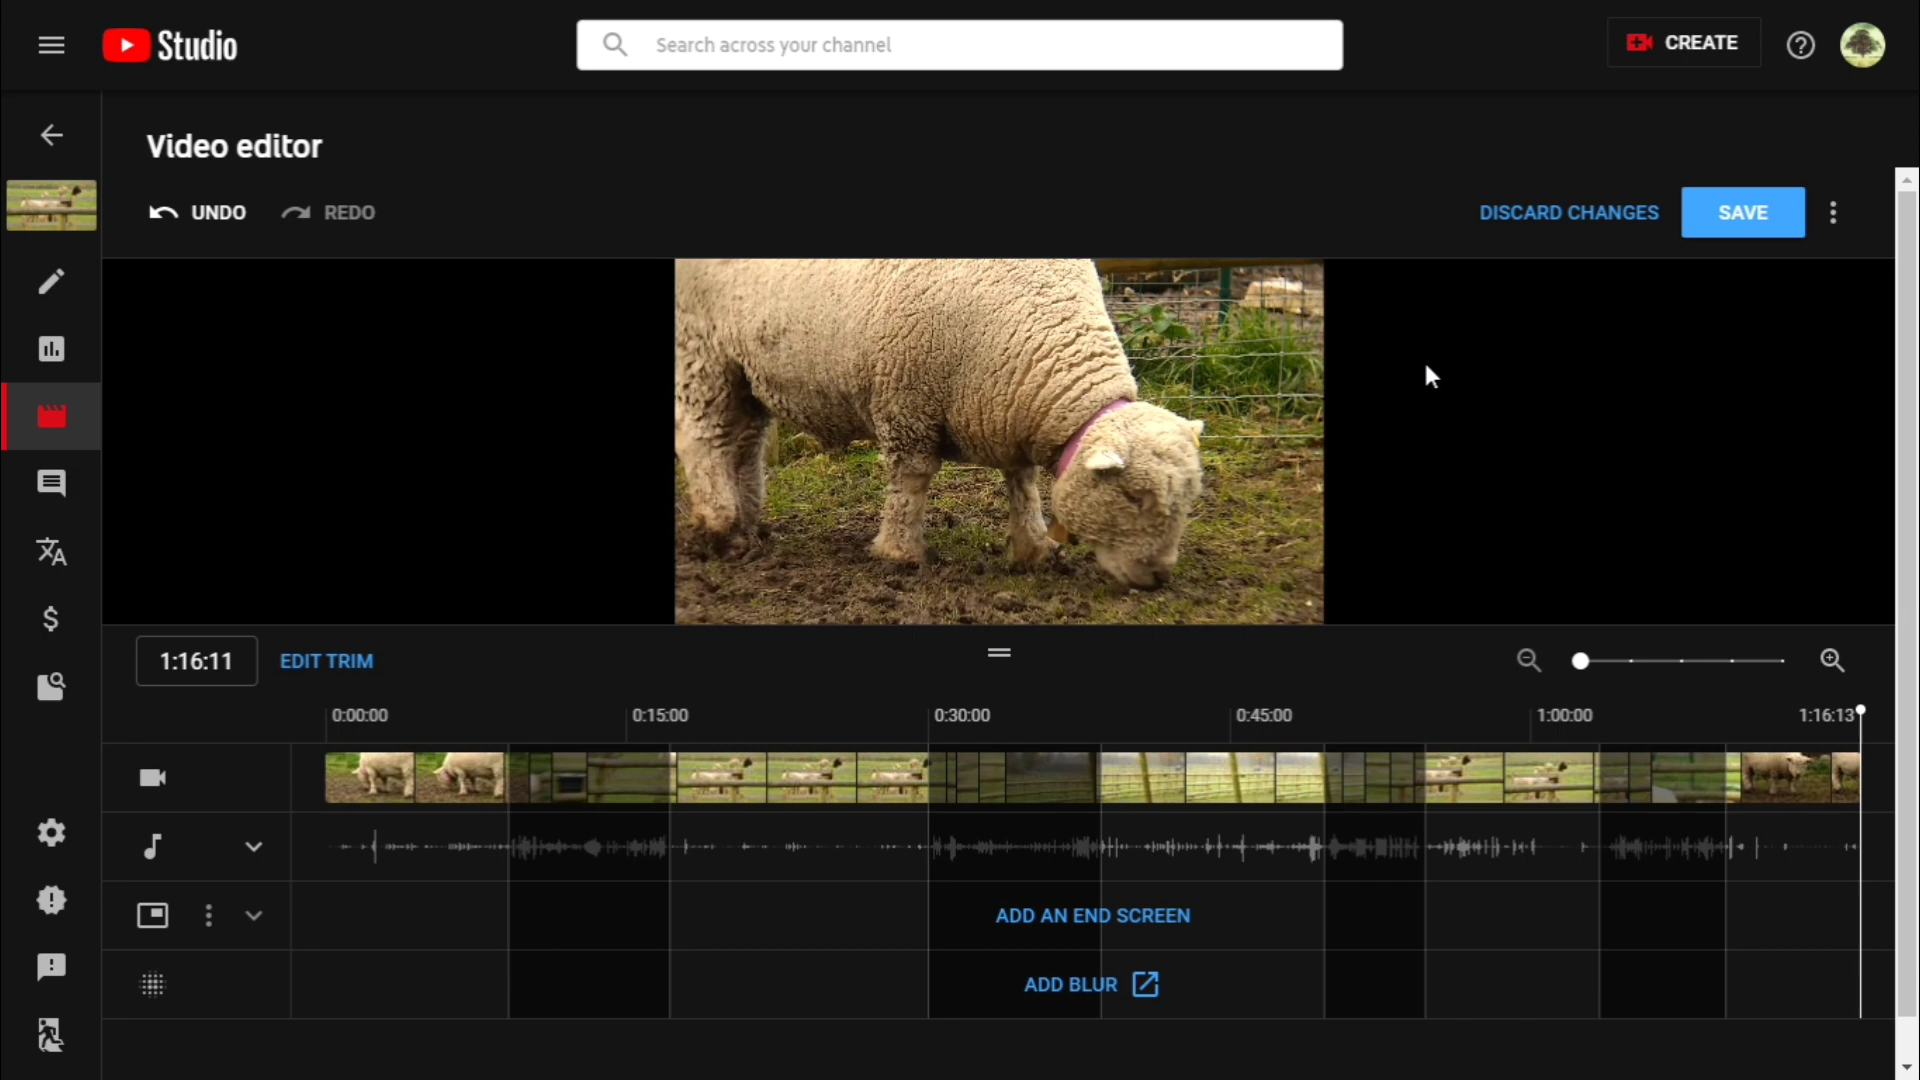 Studio
Search across your channel
CREATE
Video editor
UNDO REDO
DISCARD CHANGES SAVE
1:16:11 EDIT TRIM
0:00:00 0:15:00 0:30:00 0:45:00 1:00:00 1:16:13
ADD AN END SCREEN
ADD BLUR